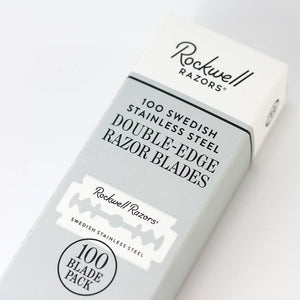 Rockwell
RAZORS®
100 SWEDISH
STAINLESS STEEL
DOUBLE-EDGE
RAZOR BLADES
Rockwell Razors®
SWEDISH STAINLESS STEEL
100
BLADE
PACK